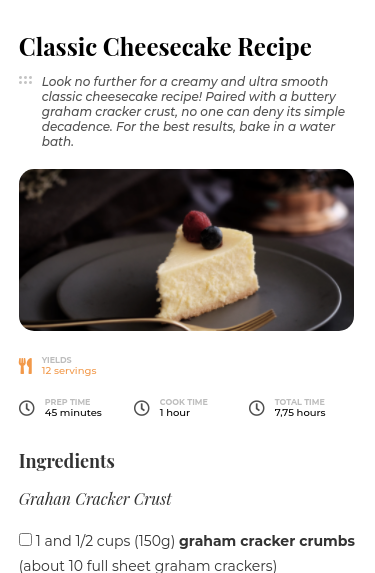 Classic Cheesecake Recipe
Look no further for a creamy and ultra smooth
classic cheesecake recipe! Paired with a buttery
graham cracker crust, no one can deny its simple
decadence. For the best results, bake in a water
bath.
YIELDS
12 servings
PREP TIME
45 minutes
COOK TIME
1 hour
TOTAL TIME
7,75 hours
Ingredients
Grahan Cracker Crust
1 and 1/2 cups (150g) graham cracker crumbs
(about 10 full sheet graham crackers)